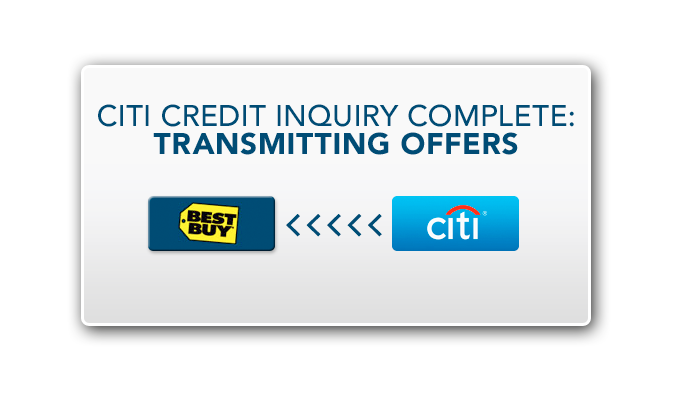 CITI CREDIT INQUIRY COMPLETE:
TRANSMITTING OFFERS
BEST
BUY
<<<<<
citi®